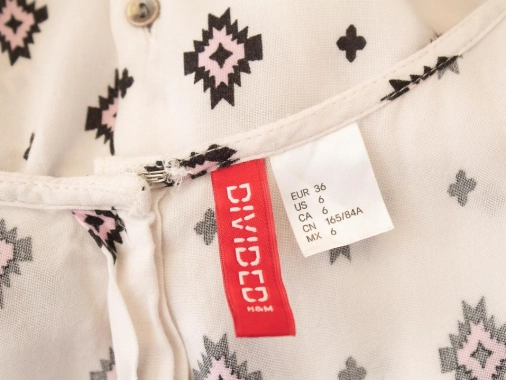 DIVIDED
H&M
EUR 36
US 6
CA 6
CN 165/84A
MX 6